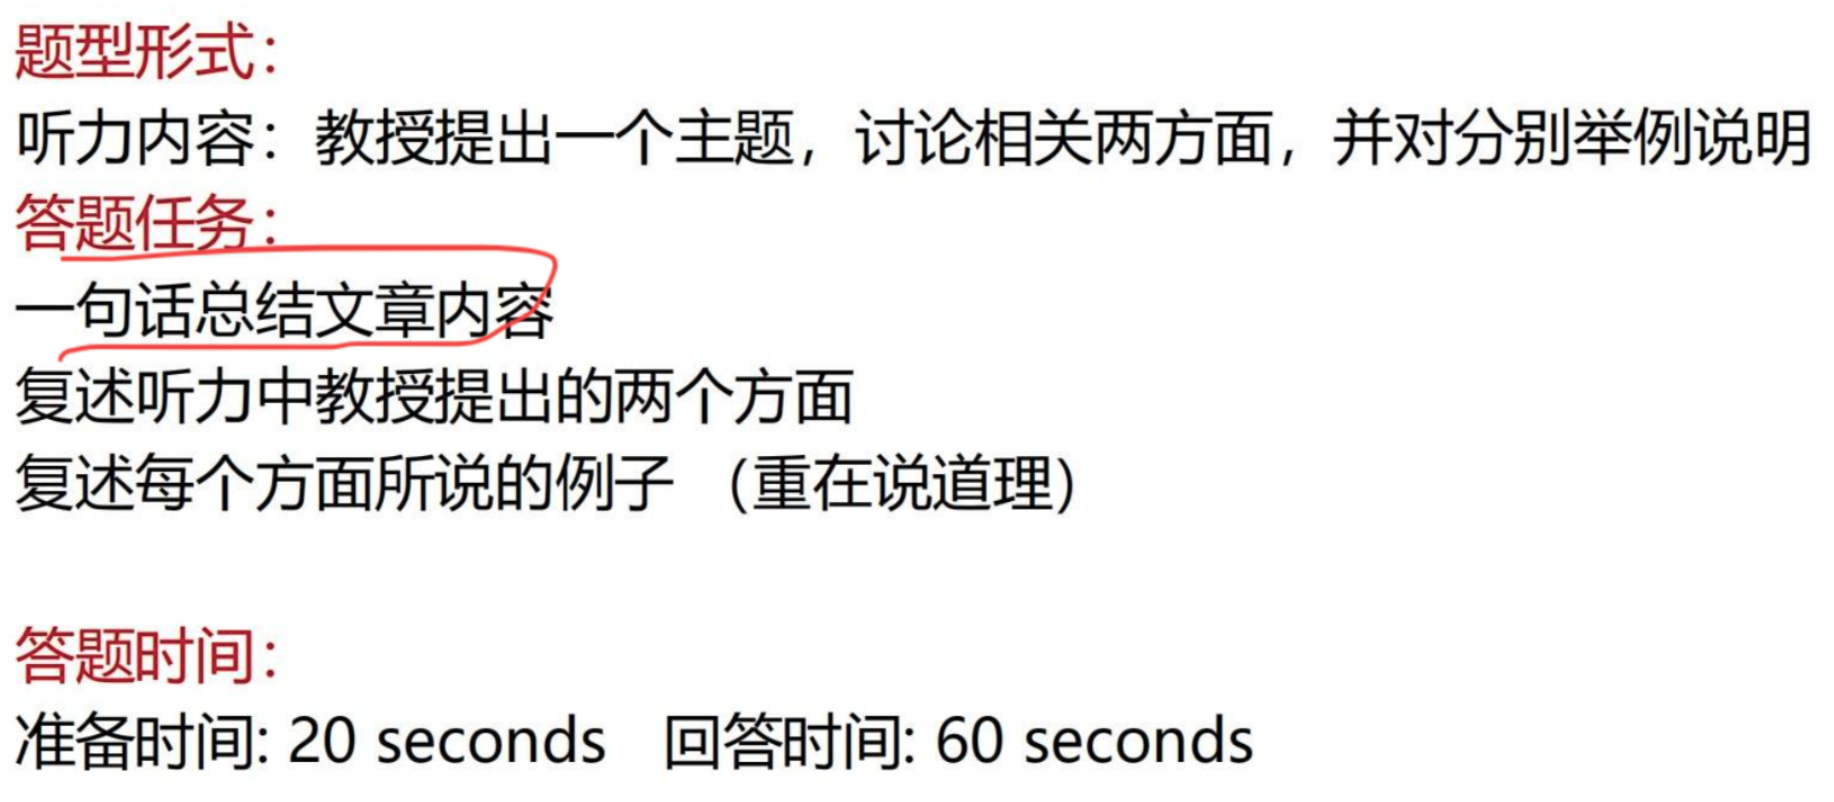 题型形式：
听力内容：教授提出一个主题，讨论相关两方面，并对分别举例说明
答题任务：
一句话总结文章内容
复述听力中教授提出的两个方面
复述每个方面所说的例子 （重在说道理）
答题时间：
准备时间: 20 seconds 回答时间: 60 seconds